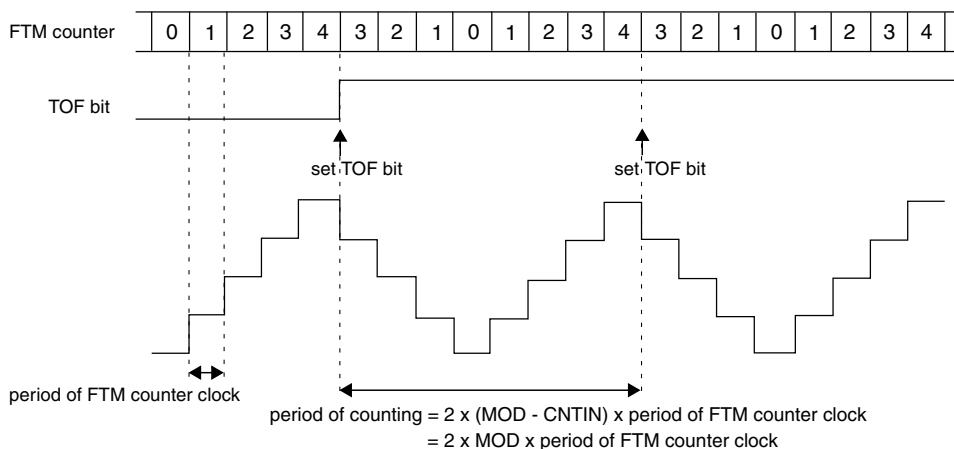 FTM counter 0 1 2 3 4 3 2 1 0 1 2 3 4 3 2 1 0 1 2 3 4
TOF bit
set TOF bit set TOF bit
period of FTM counter clock
period of counting = 2 x (MOD - CNTIN) x period of FTM counter clock
= 2 x MOD x period of FTM counter clock